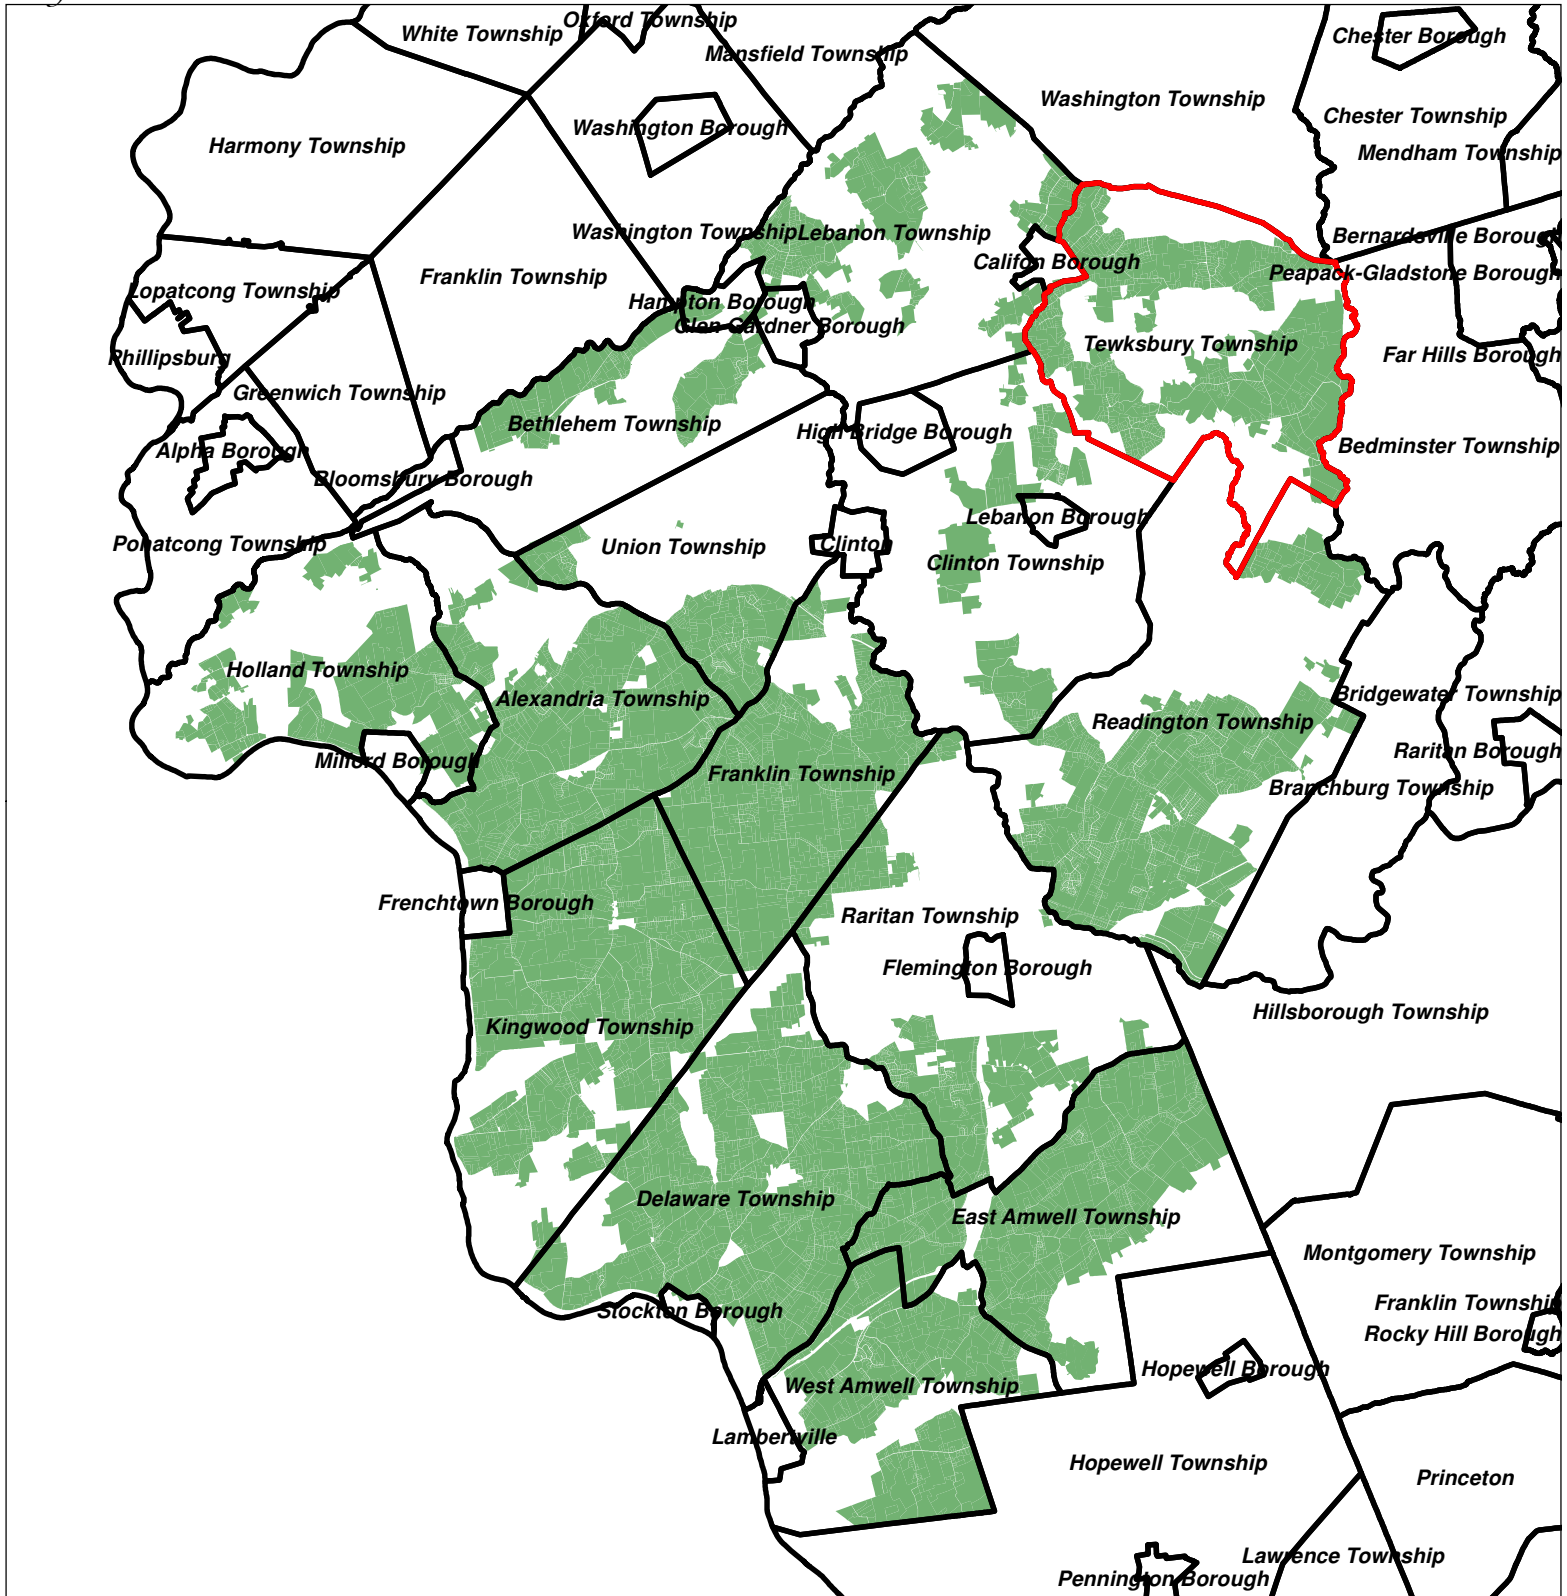 Oxford Township
White Township
Chester Borough
Mansfield Township
Washington Township
Chester Township
Washington Borough
Harmony Township
Mendham Township
Washington Township
Lebanon Township
Bernardsville Borough
Califon Borough
Peapack-Gladstone Borough
Franklin Township
Lopatcong Township
Hampton Borough
Glen Gardner Borough
Tewksbury Township
Far Hills Borough
Phillipsburg
Greenwich Township
Bethlehem Township
High Bridge Borough
Bedminster Township
Alpha Borough
Bloomsbury Borough
Lebanon Borough
Pohatcong Township
Union Township
Clinton
Clinton Township
Holland Township
Alexandria Township
Bridgewater Township
Readington Township
Raritan Borough
Milford Borough
Franklin Township
Branchburg Township
Frenchtown Borough
Raritan Township
Flemington Borough
Hillsborough Township
Kingwood Township
Delaware Township
East Amwell Township
Montgomery Township
Franklin Township
Stockton Borough
Rocky Hill Borough
Hopewell Borough
West Amwell Township
Lambertville
Hopewell Township
Princeton
Lawrence Township
Pennington Borough